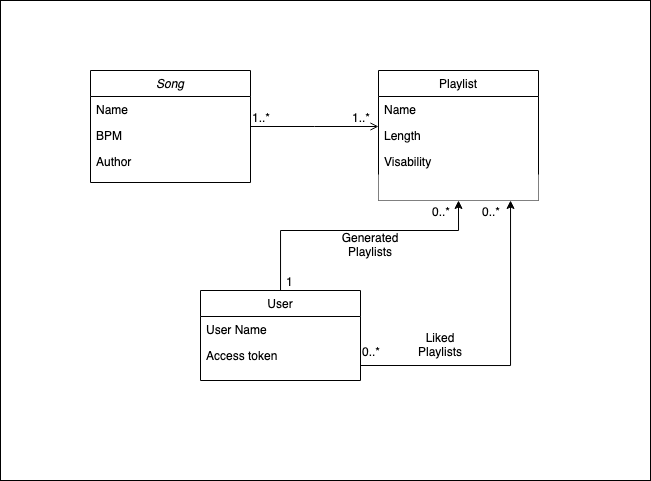 Song
Name
BPM
Author
1..*
1..*
Playlist
Name
Length
Visability
0..*
0..*
Generated
Playlists
1
User
User Name
Access token
0..*
Liked
Playlists